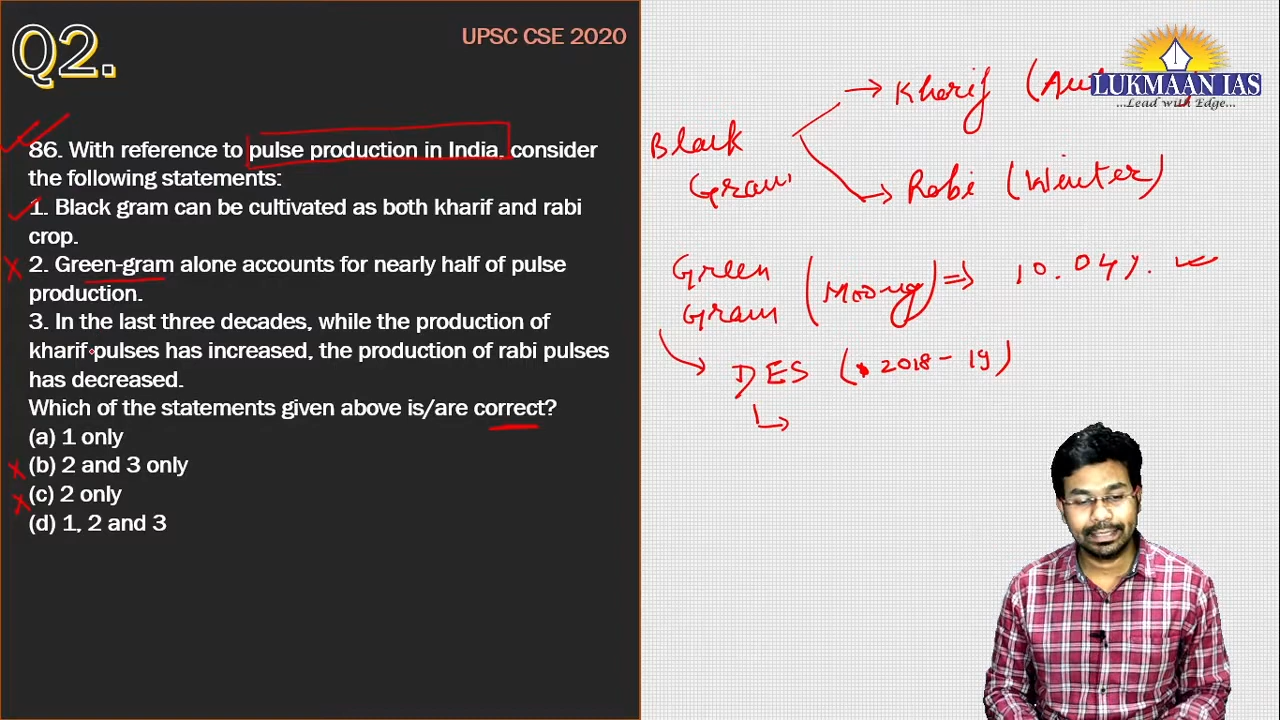 Q2.
UPSC CSE 2020
86. With reference to pulse production in India, consider
the following statements:
1. Black gram can be cultivated as both kharif and rabi
crop.
2. Green-gram alone accounts for nearly half of pulse
production.
3. In the last three decades, while the production of
kharif pulses has increased, the production of rabi pulses
has decreased.
Which of the statements given above is/are correct?
(a) 1 only
(b) 2 and 3 only
(c) 2 only
(d) 1, 2 and 3
LUKMAAN IAS
...Lead with Edge...
→ Kharif (
Black
Gram
→ Rabi (Winter)
Green
Gram (Moong) ⇒ 10.04%.
DES (2018-19)